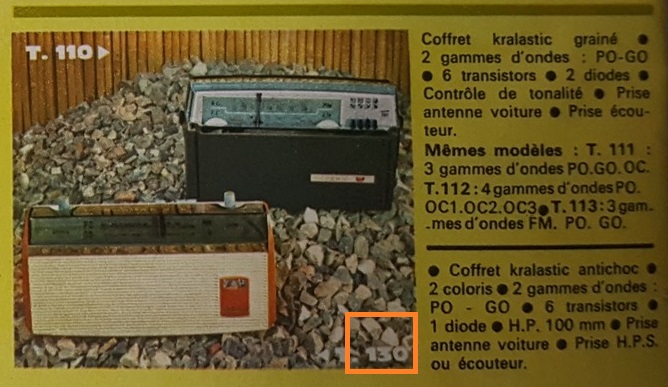 T. 110 ▶
Coffret kralastic grainé ●
2 gammes d'ondes : PO-GO
● 6 transistors ● 2 diodes ●
Contrôle de tonalité ● Prise
antenne voiture ● Prise écou-
teur.
Mêmes modèles : T. 111 :
3 gammes d'ondes PO.GO.OC.
T.112 : 4 gammes d'ondes PO.
OC1.OC2.OC3 ● T.113 : 3 gam-
mes d'ondes FM. PO. GO.
◀ T. 130
● Coffret kralastic antichoc ●
2 coloris ● 2 gammes d'ondes :
PO - GO ● 6 transistors ●
1 diode ● H.P. 100 mm ● Prise
antenne voiture ● Prise H.P.S.
ou écouteur.